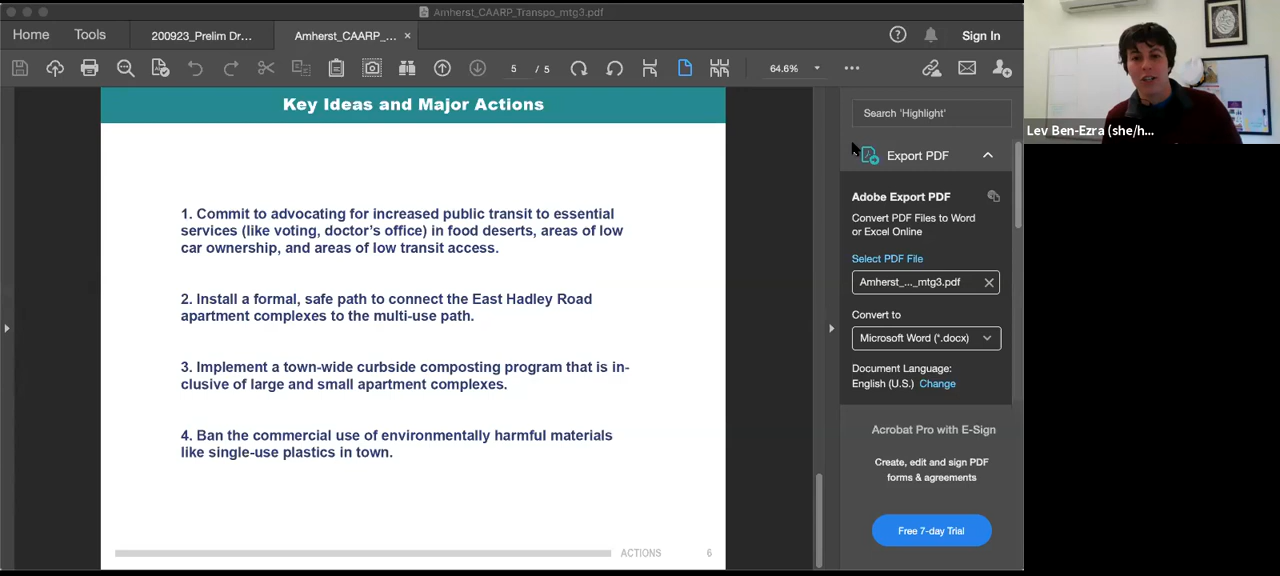 Amherst_CAARP_Transpo_mtg3.pdf
Home Tools 200923_Prelim Dr... Amherst_CAARP_... × Sign In
5 / 5 64.6%
Key Ideas and Major Actions
1. Commit to advocating for increased public transit to essential
services (like voting, doctor's office) in food deserts, areas of low
car ownership, and areas of low transit access.
2. Install a formal, safe path to connect the East Hadley Road
apartment complexes to the multi-use path.
3. Implement a town-wide curbside composting program that is in-
clusive of large and small apartment complexes.
4. Ban the commercial use of environmentally harmful materials
like single-use plastics in town.
ACTIONS 6
Search 'Highlight'
Export PDF
Adobe Export PDF
Convert PDF Files to Word
or Excel Online
Select PDF File
Amherst_..._mtg3.pdf
Convert to
Microsoft Word (*.docx)
Document Language:
English (U.S.) Change
Acrobat Pro with E-Sign
Create, edit and sign PDF
forms & agreements
Free 7-day Trial
Lev Ben-Ezra (she/h...